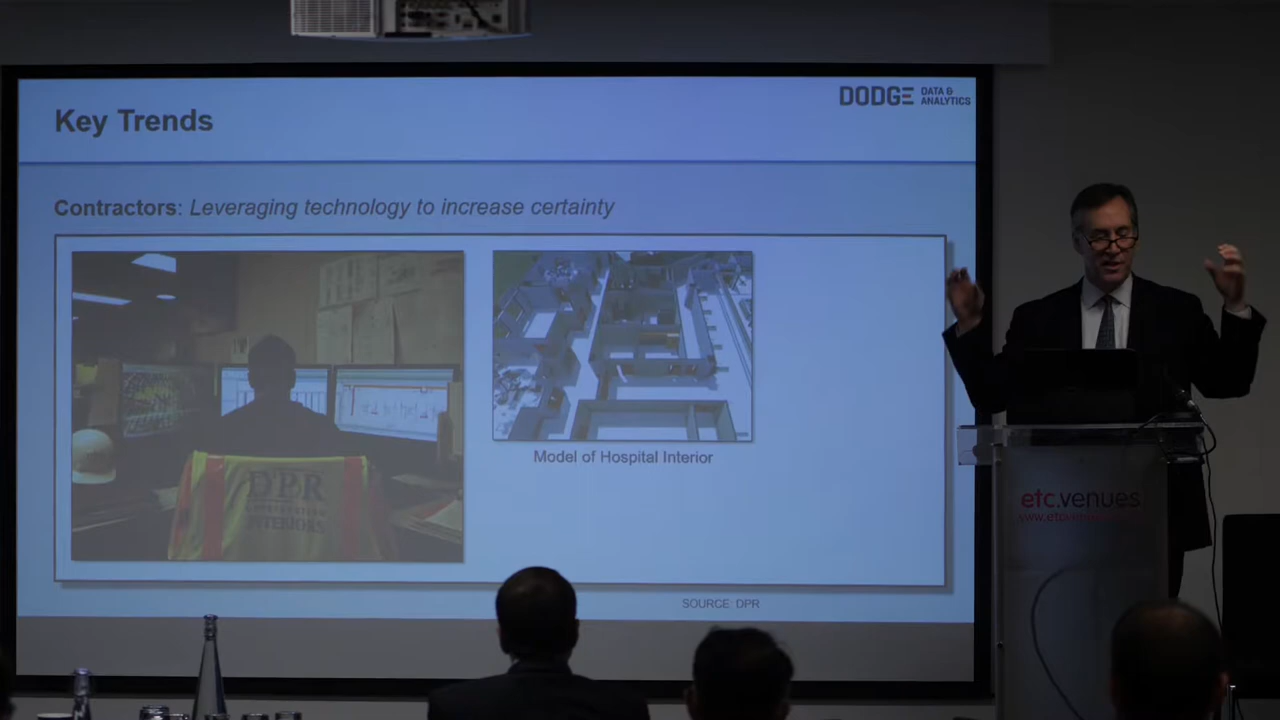 DODGE DATA & ANALYTICS
Key Trends
Contractors: Leveraging technology to increase certainty
DPR
INTERIORS
Model of Hospital Interior
SOURCE: DPR
etc.venues